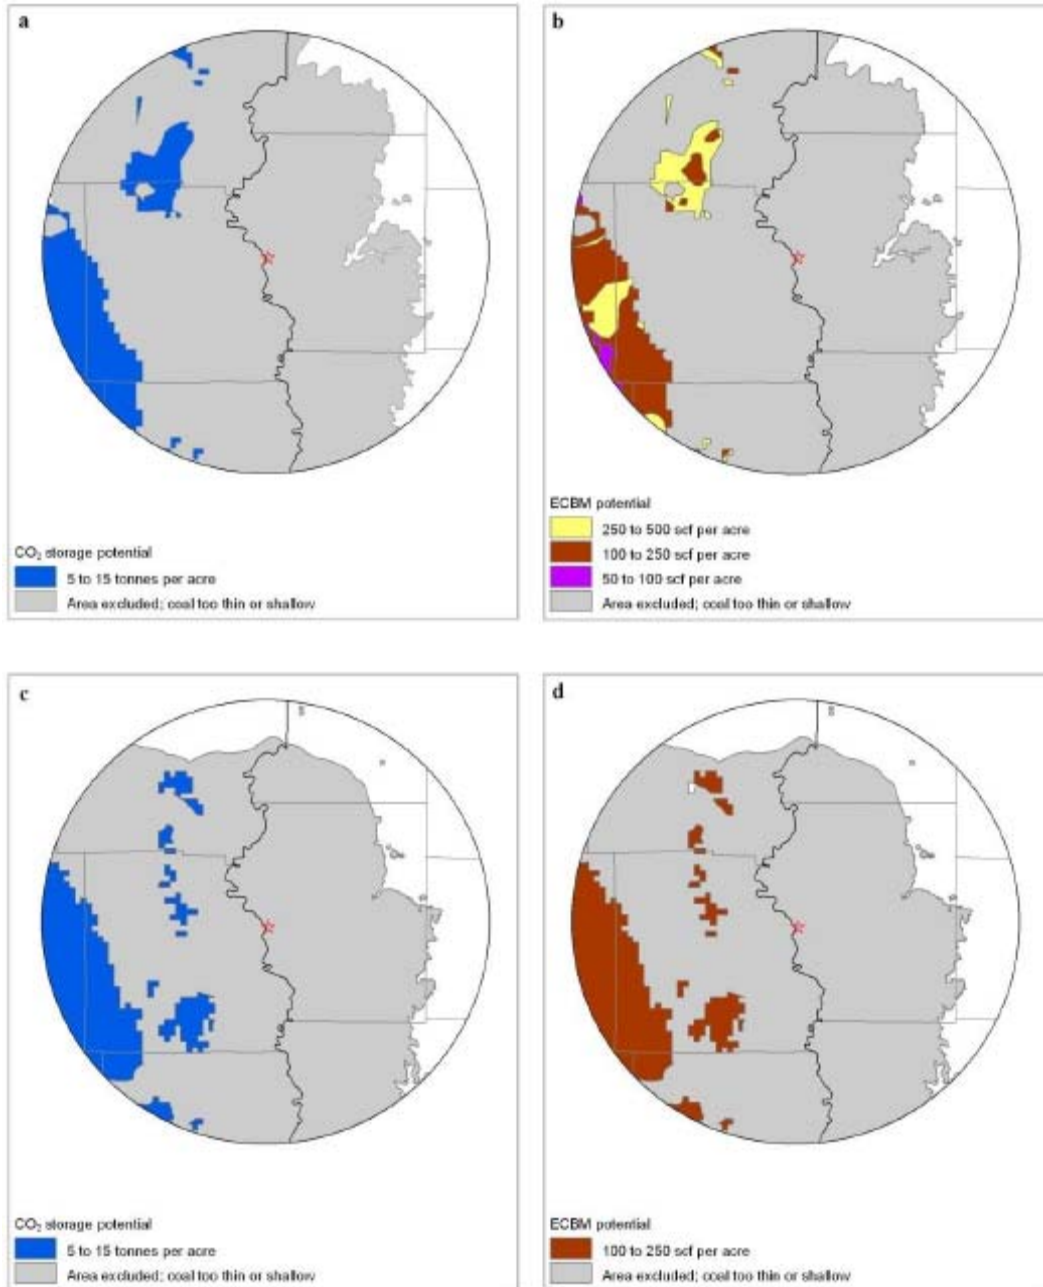 a
CO₂ storage potential
5 to 15 tonnes per acre
Area excluded; coal too thin or shallow
b
ECBM potential
250 to 500 scf per acre
100 to 250 scf per acre
50 to 100 scf per acre
Area excluded; coal too thin or shallow
c
CO₂ storage potential
5 to 15 tonnes per acre
Area excluded; coal too thin or shallow
d
ECBM potential
100 to 250 scf per acre
Area excluded; coal too thin or shallow